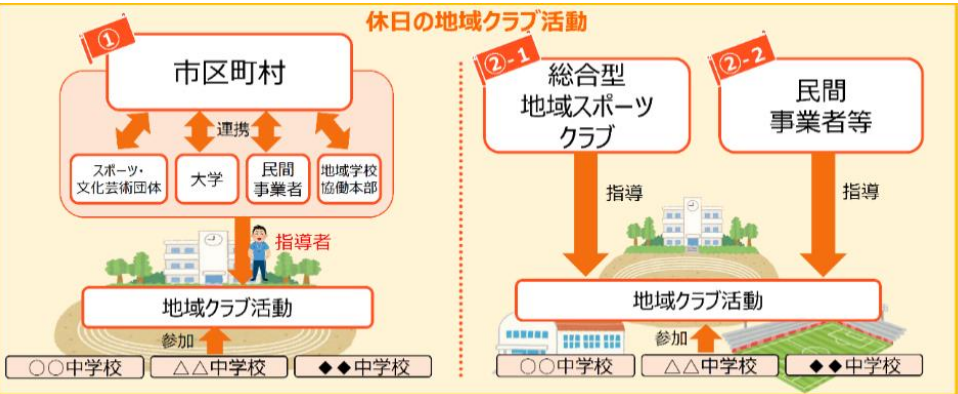 休日の地域クラブ活動
①
市区町村
連携
スポーツ・
文化芸術団体
大学
民間
事業者
地域学校
協働本部
指導者
地域クラブ活動
参加
○○中学校
△△中学校
◆◆中学校
②-1
総合型
地域スポーツ
クラブ
②-2
民間
事業者等
指導
指導
地域クラブ活動
参加
○○中学校
△△中学校
◆◆中学校